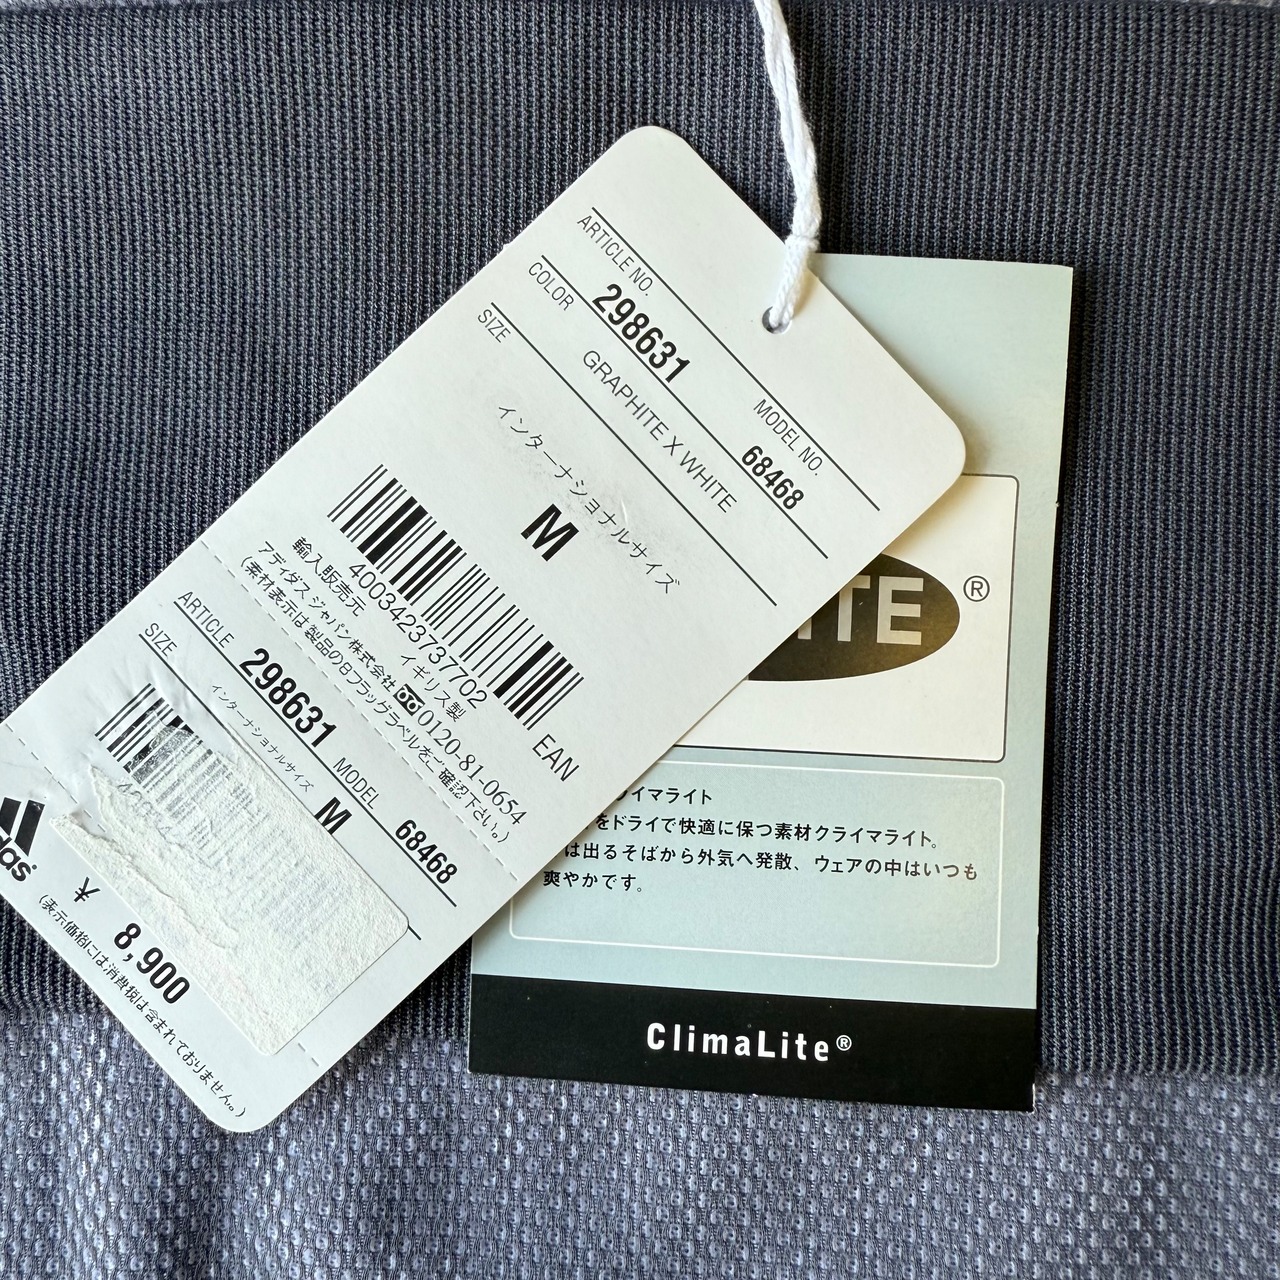 ARTICLE NO.
298631
MODEL NO.
68468
COLOR
GRAPHITE X WHITE
SIZE
インターナショナルサイズ
M
4003423737702
EAN
輸入販売元
イギリス製
アディダス ジャパン株式会社 0120-81-0654
(素材表示は製品の日フラッグラベルをご確認下さい。)
ARTICLE
298631
MODEL
68468
SIZE
インターナショナルサイズ
M
¥
8,900
(表示価格には消費税は含まれておりません。)
ITE®
イマライト
をドライで快適に保つ素材クライマライト。
は出るそばから外気へ発散、ウェアの中はいつも
爽やかです。
ClimaLite®